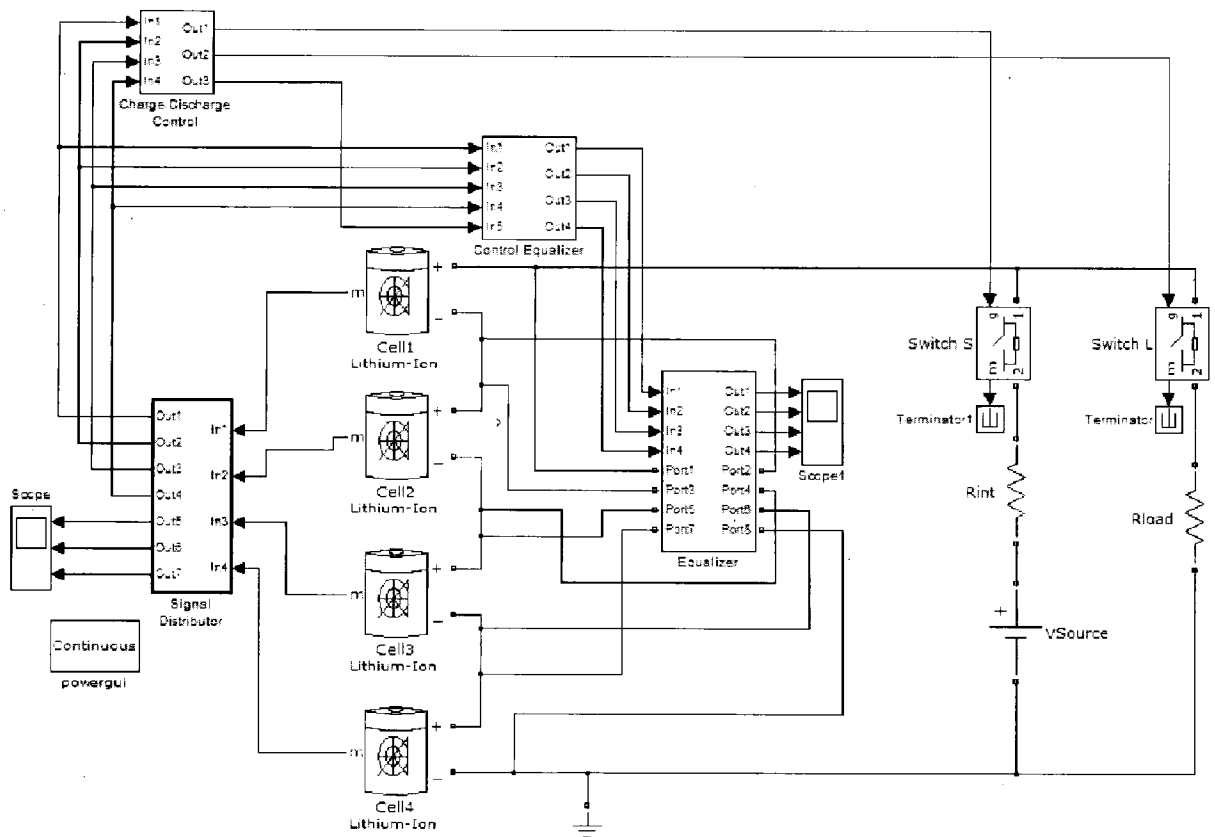 In1
In2
In3
In4
Out1
Out2
Out3
Charge Discharge
Control
In1
In2
In3
In4
In5
Out1
Out2
Out3
Out4
Control Equalizer
+
m
-
Cell1
Lithium-Ion
+
m
-
Cell2
Lithium-Ion
+
m
-
Cell3
Lithium-Ion
+
m
-
Cell4
Lithium-Ion
Out1
Out2
Out3
Out4
Out5
Out6
Out7
In1
In2
In3
In4
Signal
Distributor
Scope
Continuous
powergui
In1
In2
In3
In4
Port1
Port3
Port5
Port7
Out1
Out2
Out3
Out4
Port2
Port4
Port6
Port8
Equalizer
Scope1
g
1
m
2
Switch S
Terminator1
g
1
m
2
Switch L
Terminator
Rint
Rload
+
VSource